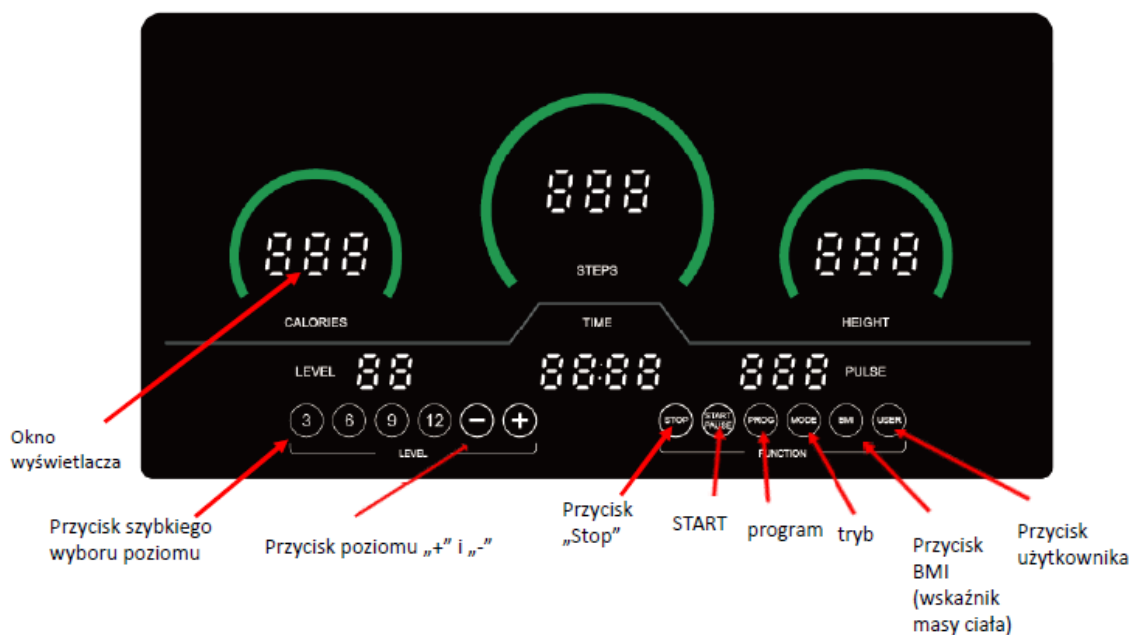 888
STEPS
888
CALORIES
888
HEIGHT
TIME
LEVEL 88
88:88
888 PULSE
3 6 9 12 − +
LEVEL
STOP START PAUSE PROG MODE BMI USER
FUNCTION
Okno
wyświetlacza
Przycisk szybkiego
wyboru poziomu
Przycisk poziomu „+” i „-”
Przycisk
„Stop”
START
program
tryb
Przycisk
BMI
(wskaźnik
masy ciała)
Przycisk
użytkownika